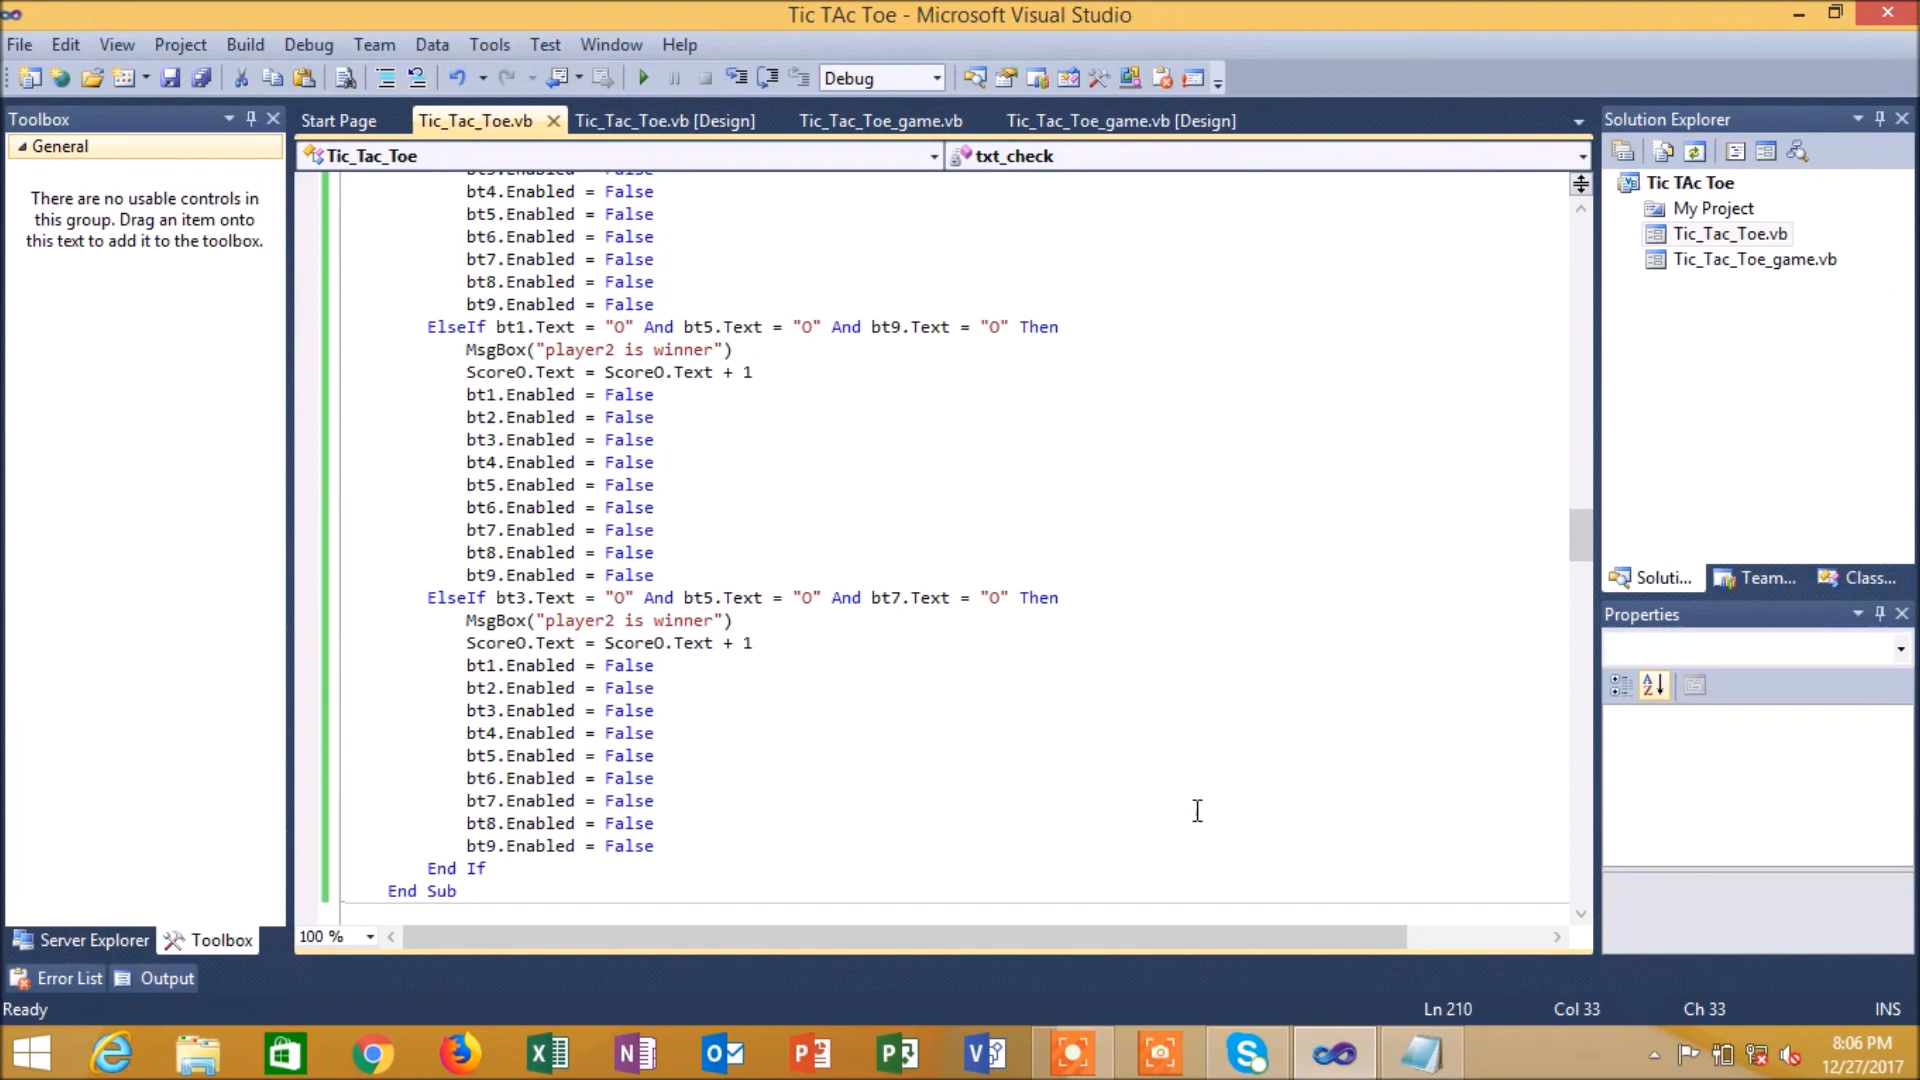 Tic TAc Toe - Microsoft Visual Studio
File Edit View Project Build Debug Team Data Tools Test Window Help
Debug
Toolbox
General
There are no usable controls in
this group. Drag an item onto
this text to add it to the toolbox.
Server Explorer Toolbox
Start Page Tic_Tac_Toe.vb Tic_Tac_Toe.vb [Design] Tic_Tac_Toe_game.vb Tic_Tac_Toe_game.vb [Design]
Tic_Tac_Toe txt_check
bt3.Enabled = False
bt4.Enabled = False
bt5.Enabled = False
bt6.Enabled = False
bt7.Enabled = False
bt8.Enabled = False
bt9.Enabled = False
ElseIf bt1.Text = "O" And bt5.Text = "O" And bt9.Text = "O" Then
MsgBox("player2 is winner")
ScoreO.Text = ScoreO.Text + 1
bt1.Enabled = False
bt2.Enabled = False
bt3.Enabled = False
bt4.Enabled = False
bt5.Enabled = False
bt6.Enabled = False
bt7.Enabled = False
bt8.Enabled = False
bt9.Enabled = False
ElseIf bt3.Text = "O" And bt5.Text = "O" And bt7.Text = "O" Then
MsgBox("player2 is winner")
ScoreO.Text = ScoreO.Text + 1
bt1.Enabled = False
bt2.Enabled = False
bt3.Enabled = False
bt4.Enabled = False
bt5.Enabled = False
bt6.Enabled = False
bt7.Enabled = False
bt8.Enabled = False
bt9.Enabled = False
End If
End Sub
100 %
Solution Explorer
Tic TAc Toe
My Project
Tic_Tac_Toe.vb
Tic_Tac_Toe_game.vb
Soluti... Team... Class...
Properties
Error List Output
Ready Ln 210 Col 33 Ch 33 INS
8:06 PM
12/27/2017